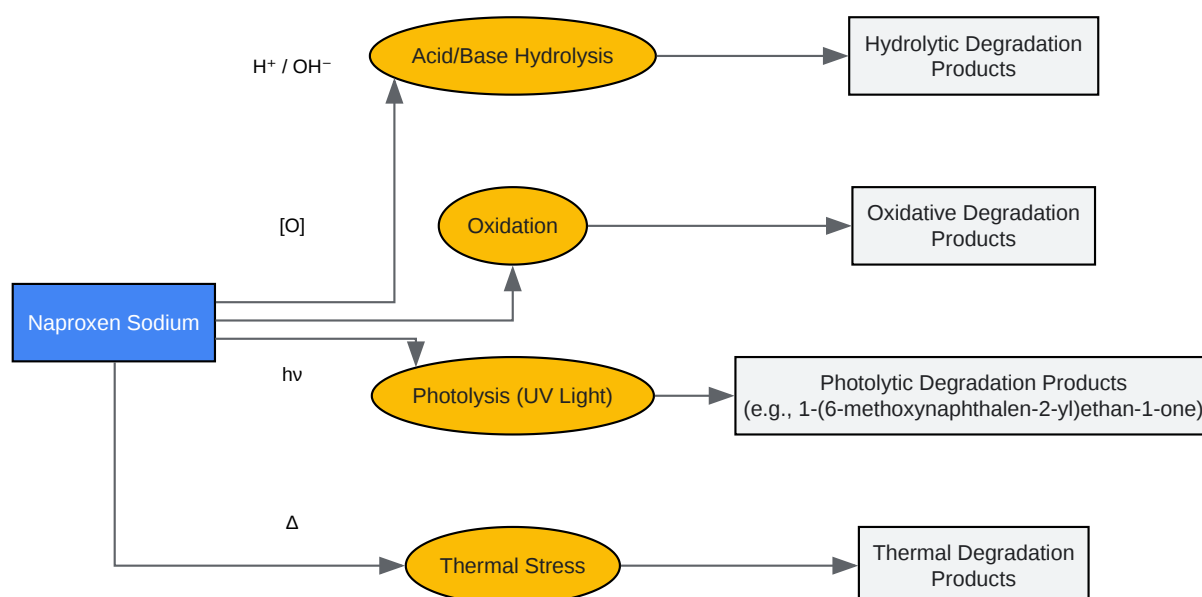 H⁺ / OH⁻
Acid/Base Hydrolysis
Hydrolytic Degradation
Products
[O]
Oxidation
Oxidative Degradation
Products
Naproxen Sodium
hν
Photolysis (UV Light)
Photolytic Degradation Products
(e.g., 1-(6-methoxynaphthalen-2-yl)ethan-1-one)
Δ
Thermal Stress
Thermal Degradation
Products